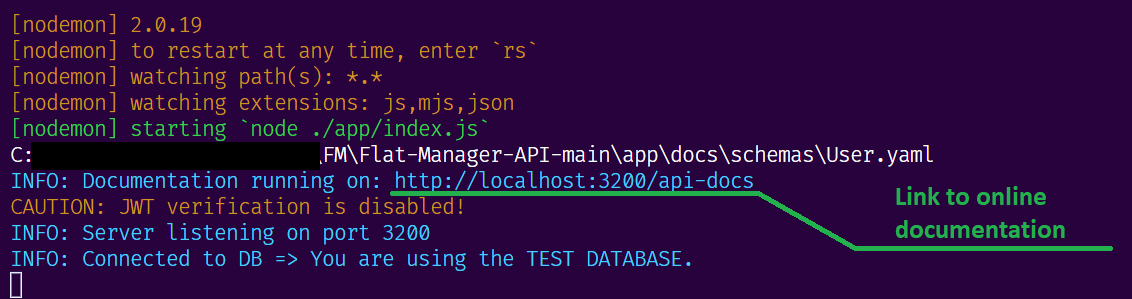 [nodemon] 2.0.19
[nodemon] to restart at any time, enter `rs`
[nodemon] watching path(s): *.*
[nodemon] watching extensions: js,mjs,json
[nodemon] starting `node ./app/index.js`
C:\FM\Flat-Manager-API-main\app\docs\schemas\User.yaml
INFO: Documentation running on: http://localhost:3200/api-docs
CAUTION: JWT verification is disabled!
INFO: Server listening on port 3200
INFO: Connected to DB => You are using the TEST DATABASE.
Link to online
documentation